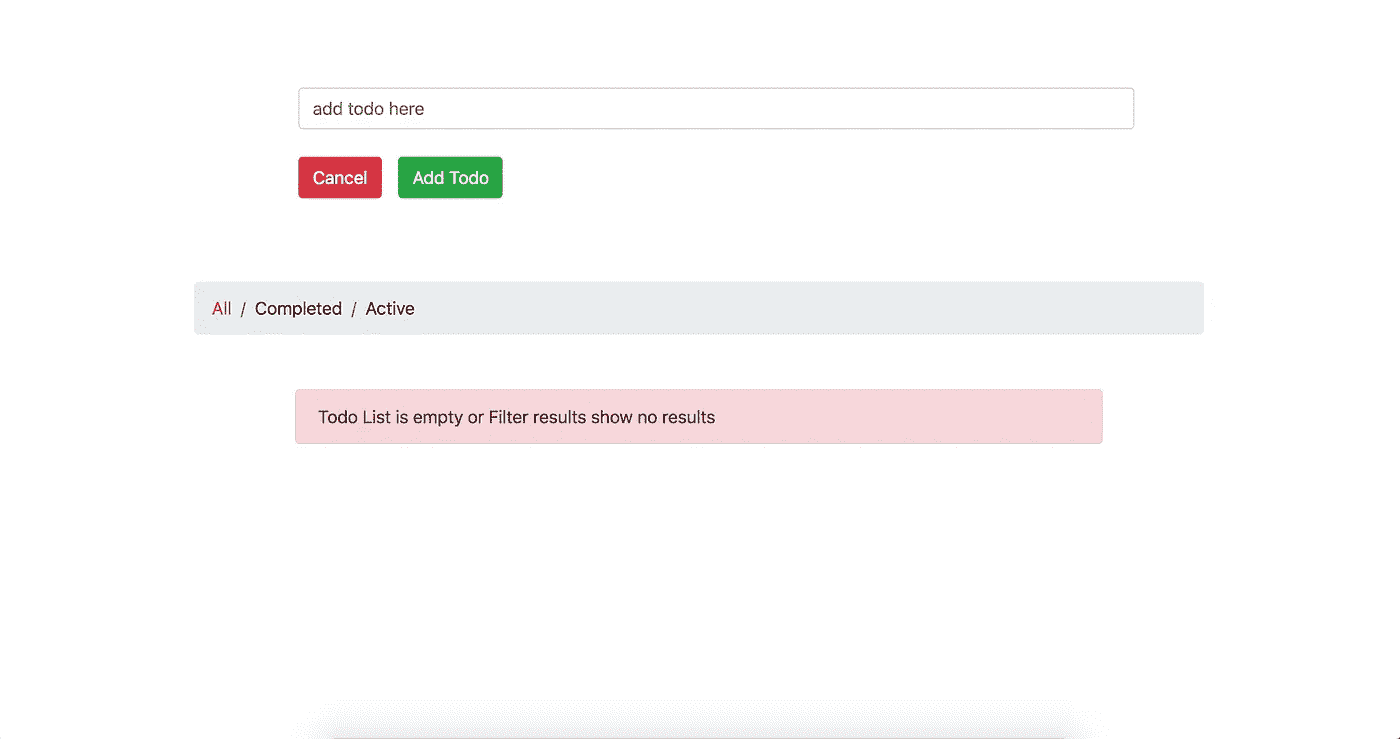 add todo here
Cancel Add Todo
All / Completed / Active
Todo List is empty or Filter results show no results